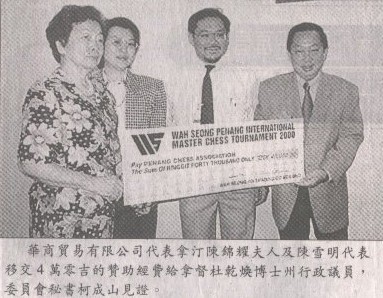 WAH SEONG PENANG INTERNATIONAL
MASTER CHESS TOURNAMENT 2000
Pay PENANG CHESS ASSOCIATION
The Sum Of RINGGIT FORTY THOUSAND ONLY
華商貿易有限公司代表拿汀陳錦耀夫人及陳雪明代表
移交4萬零吉的贊助經費給拿督杜乾煥博士州行政議員,
委員會秘書柯成山見證。